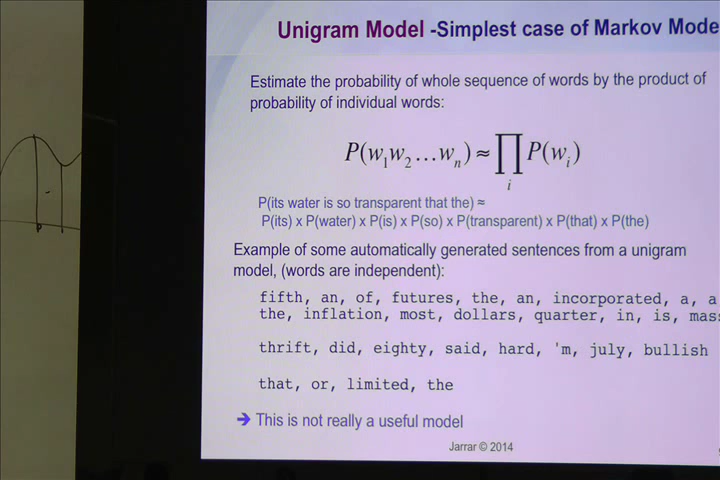 Unigram Model -Simplest case of Markov Mode
Estimate the probability of whole sequence of words by the product of
probability of individual words:
P(w₁w₂…wₙ) ≈ ∏ᵢ P(wᵢ)
P(its water is so transparent that the) ≈
P(its) x P(water) x P(is) x P(so) x P(transparent) x P(that) x P(the)
Example of some automatically generated sentences from a unigram
model, (words are independent):
fifth, an, of, futures, the, an, incorporated, a, a
the, inflation, most, dollars, quarter, in, is, mas
thrift, did, eighty, said, hard, 'm, july, bullish
that, or, limited, the
➔ This is not really a useful model
Jarrar © 2014